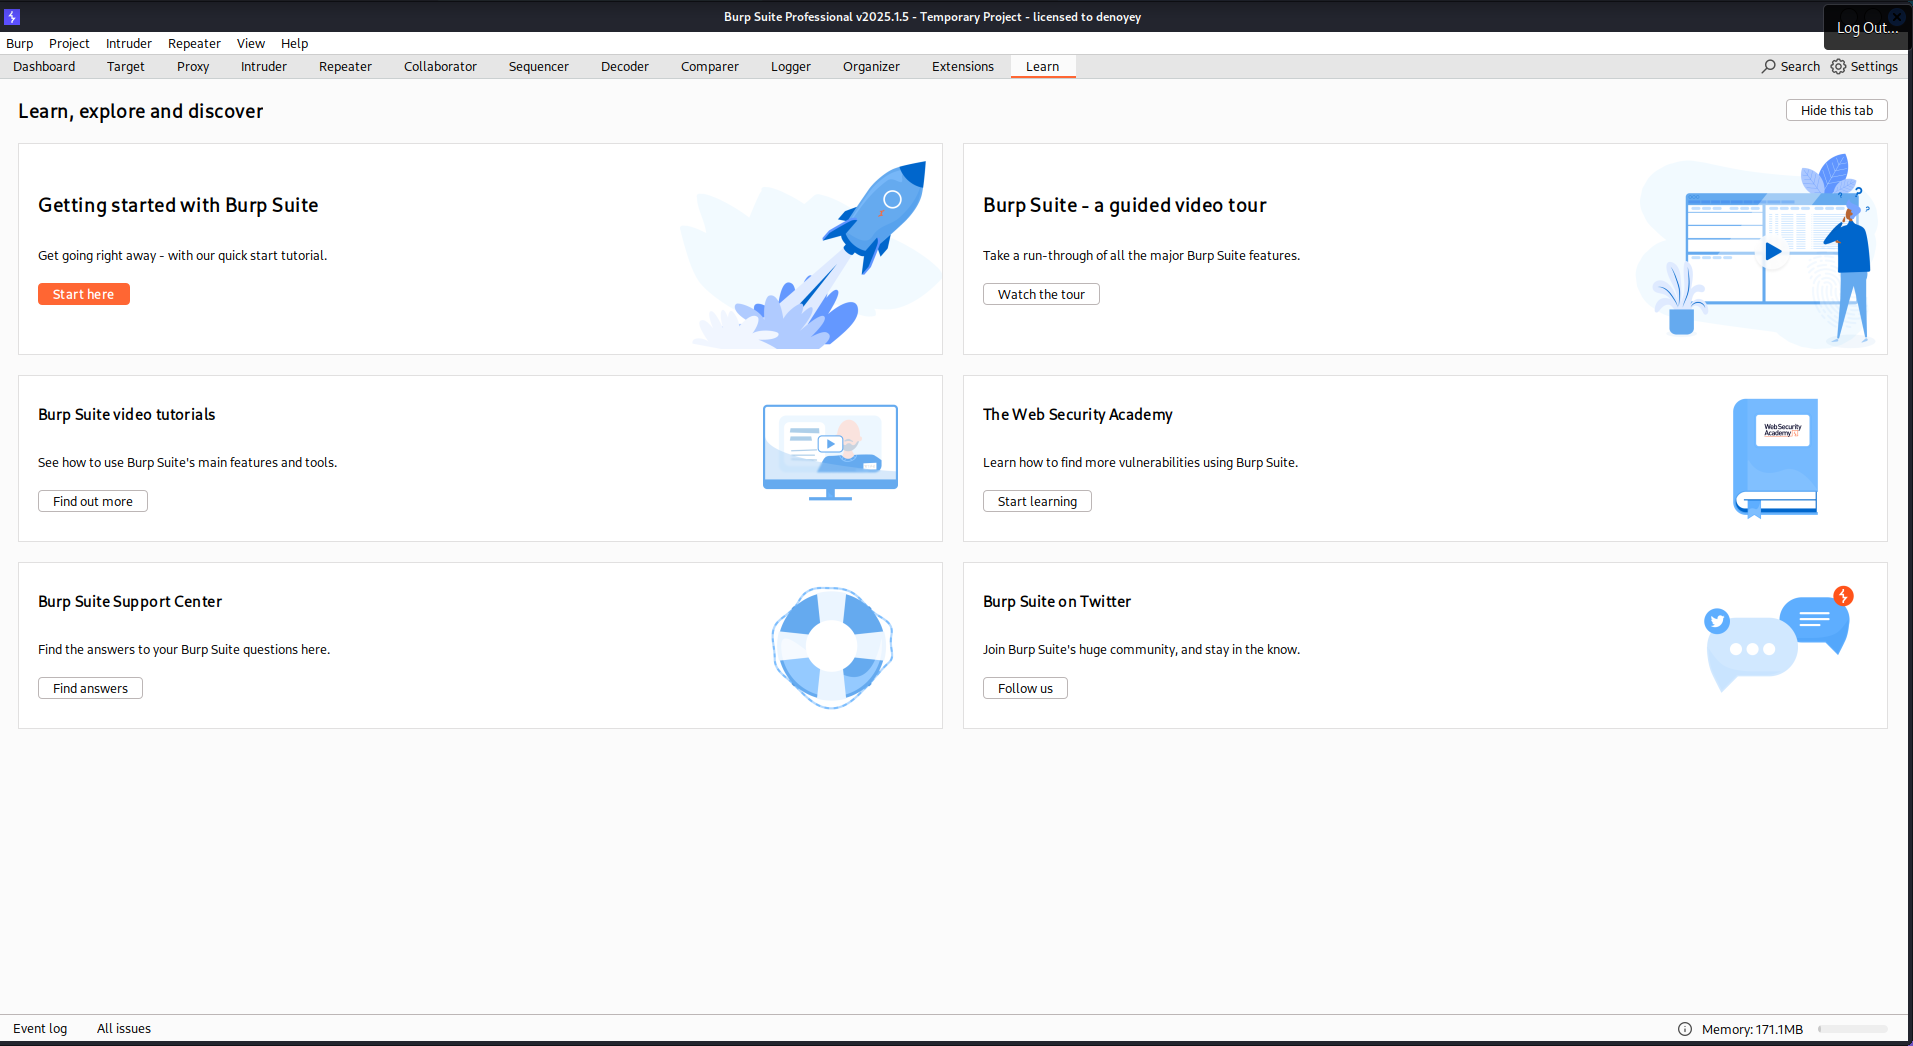 Burp Suite Professional v2025.1.5 - Temporary Project - licensed to denoyey
Log Out...
Burp Project Intruder Repeater View Help
Dashboard Target Proxy Intruder Repeater Collaborator Sequencer Decoder Comparer Logger Organizer Extensions Learn Search Settings
Learn, explore and discover
Hide this tab
Getting started with Burp Suite
Get going right away - with our quick start tutorial.
Start here
Burp Suite - a guided video tour
Take a run-through of all the major Burp Suite features.
Watch the tour
Burp Suite video tutorials
See how to use Burp Suite's main features and tools.
Find out more
The Web Security Academy
Learn how to find more vulnerabilities using Burp Suite.
Start learning
WebSecurity
Academy
Burp Suite Support Center
Find the answers to your Burp Suite questions here.
Find answers
Burp Suite on Twitter
Join Burp Suite's huge community, and stay in the know.
Follow us
Event log All issues
Memory: 171.1MB